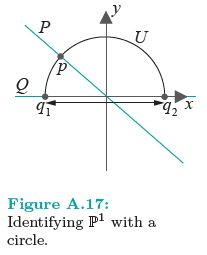 y
P
U
p
Q
q₁
q₂ x
Figure A.17:
Identifying ℙ¹ with a
circle.